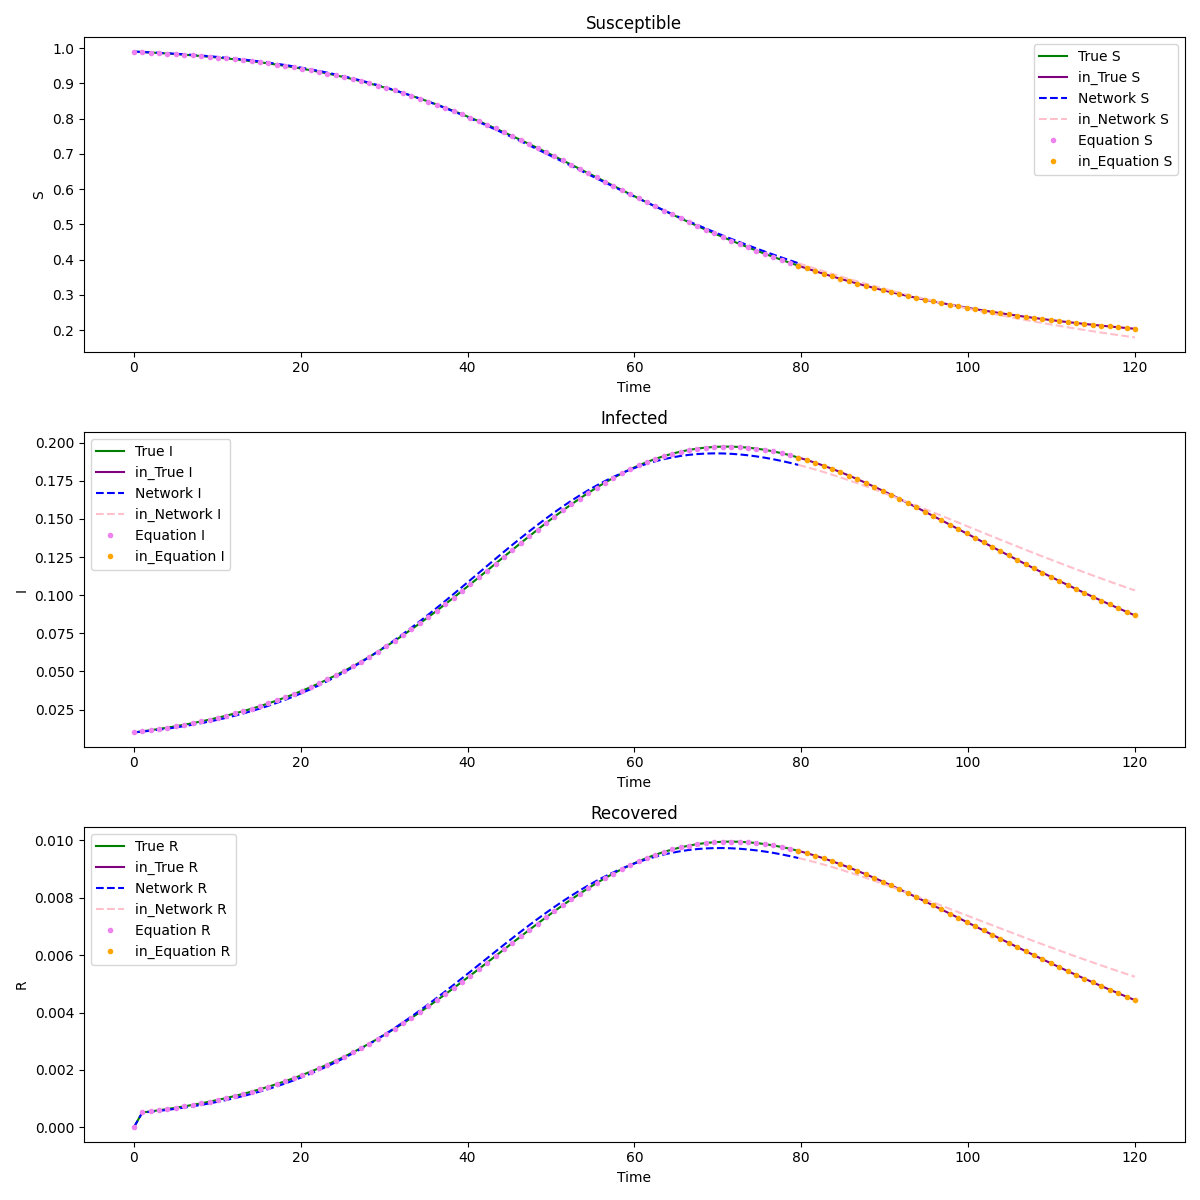 Susceptible
1.0
0.9
0.8
0.7
0.6
0.5
0.4
0.3
0.2
S
True S
in_True S
Network S
in_Network S
Equation S
in_Equation S
0 20 40 60 80 100 120
Time
Infected
0.200
0.175
0.150
0.125
0.100
0.075
0.050
0.025
I
True I
in_True I
Network I
in_Network I
Equation I
in_Equation I
0 20 40 60 80 100 120
Time
Recovered
0.010
0.008
0.006
0.004
0.002
0.000
R
True R
in_True R
Network R
in_Network R
Equation R
in_Equation R
0 20 40 60 80 100 120
Time